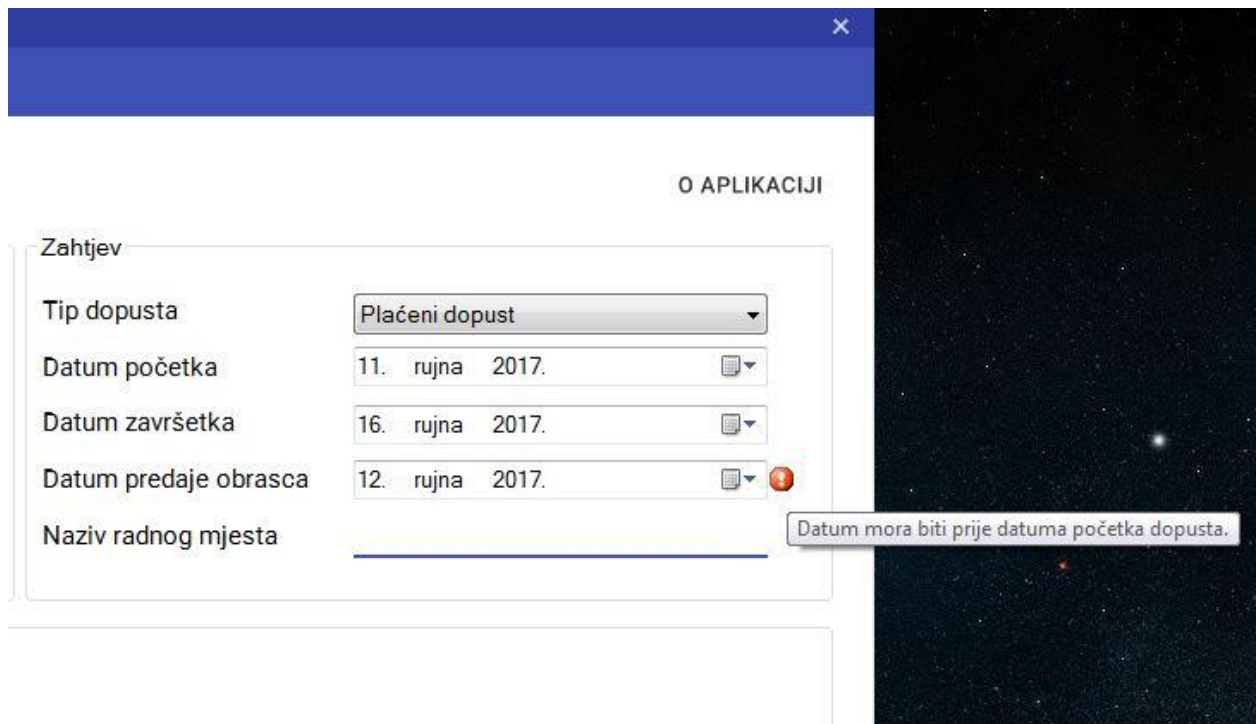 O APLIKACIJI
Zahtjev
Tip dopusta
Plaćeni dopust
Datum početka
11. rujna 2017.
Datum završetka
16. rujna 2017.
Datum predaje obrasca
12. rujna 2017.
Naziv radnog mjesta
Datum mora biti prije datuma početka dopusta.